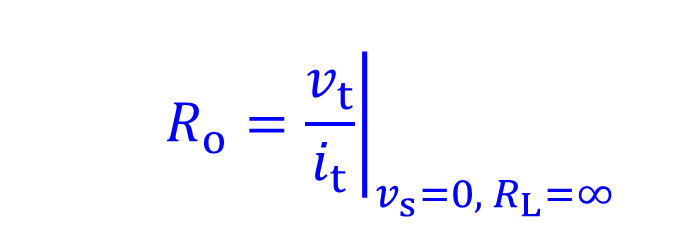 R_o = v_t / i_t |_{v_s=0, R_L=∞}